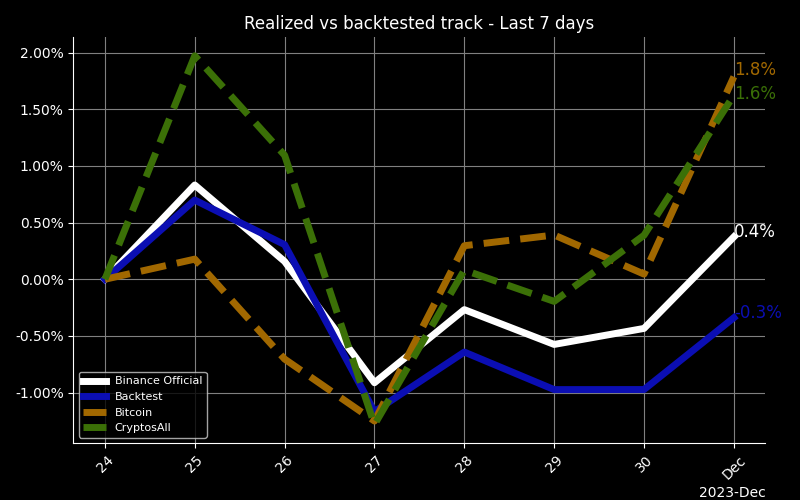 Realized vs backtested track - Last 7 days
2.00%
1.50%
1.00%
0.50%
0.00%
-0.50%
-1.00%
1.8%
1.6%
0.4%
-0.3%
Binance Official
Backtest
Bitcoin
CryptosAll
24
25
26
27
28
29
30
Dec
2023-Dec